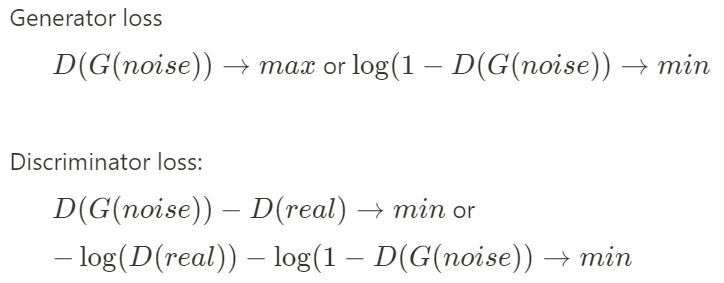 Generator loss
D(G(noise)) → max or log(1 − D(G(noise)) → min
Discriminator loss:
D(G(noise)) − D(real) → min or
− log(D(real)) − log(1 − D(G(noise)) → min